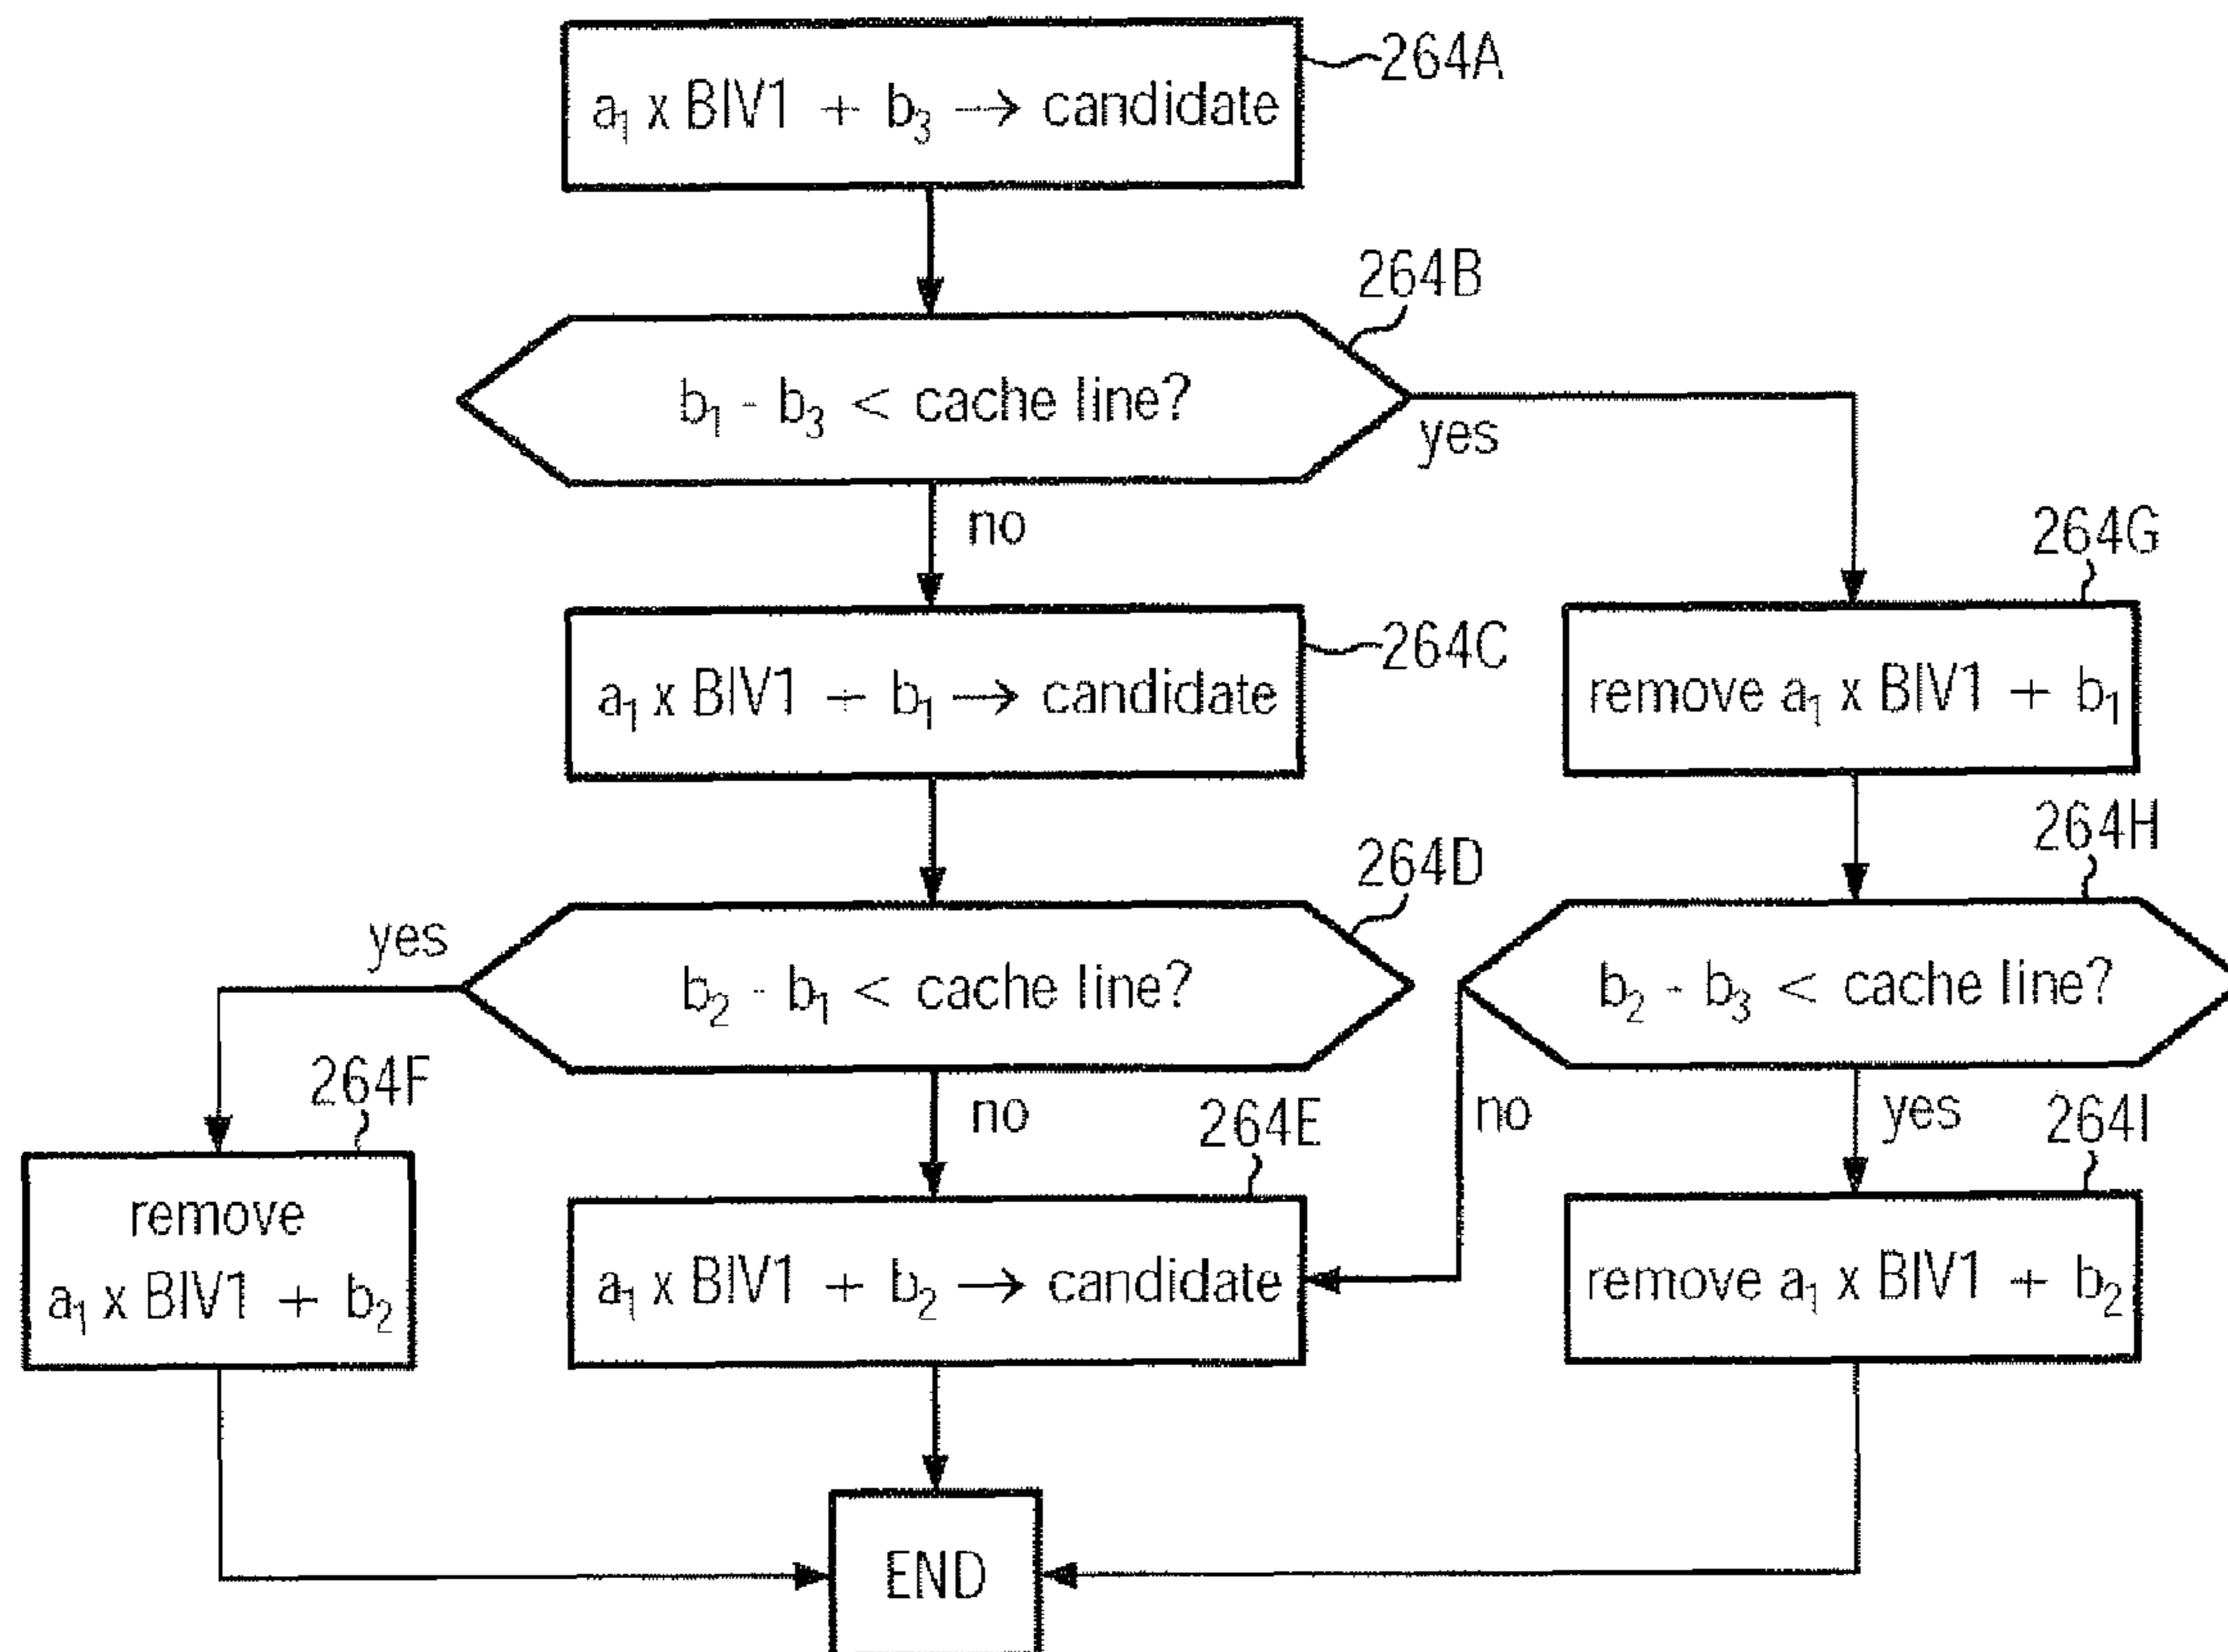 264A
a₁ x BIV1 + b₃ → candidate
264B
b₁ - b₃ < cache line?
yes
no
264G
264C
a₁ x BIV1 + b₁ → candidate
remove a₁ x BIV1 + b₁
264H
264D
yes
b₂ - b₁ < cache line?
b₂ - b₃ < cache line?
264F
no
264E
no
yes
264I
remove
a₁ x BIV1 + b₂
a₁ x BIV1 + b₂ → candidate
remove a₁ x BIV1 + b₂
END